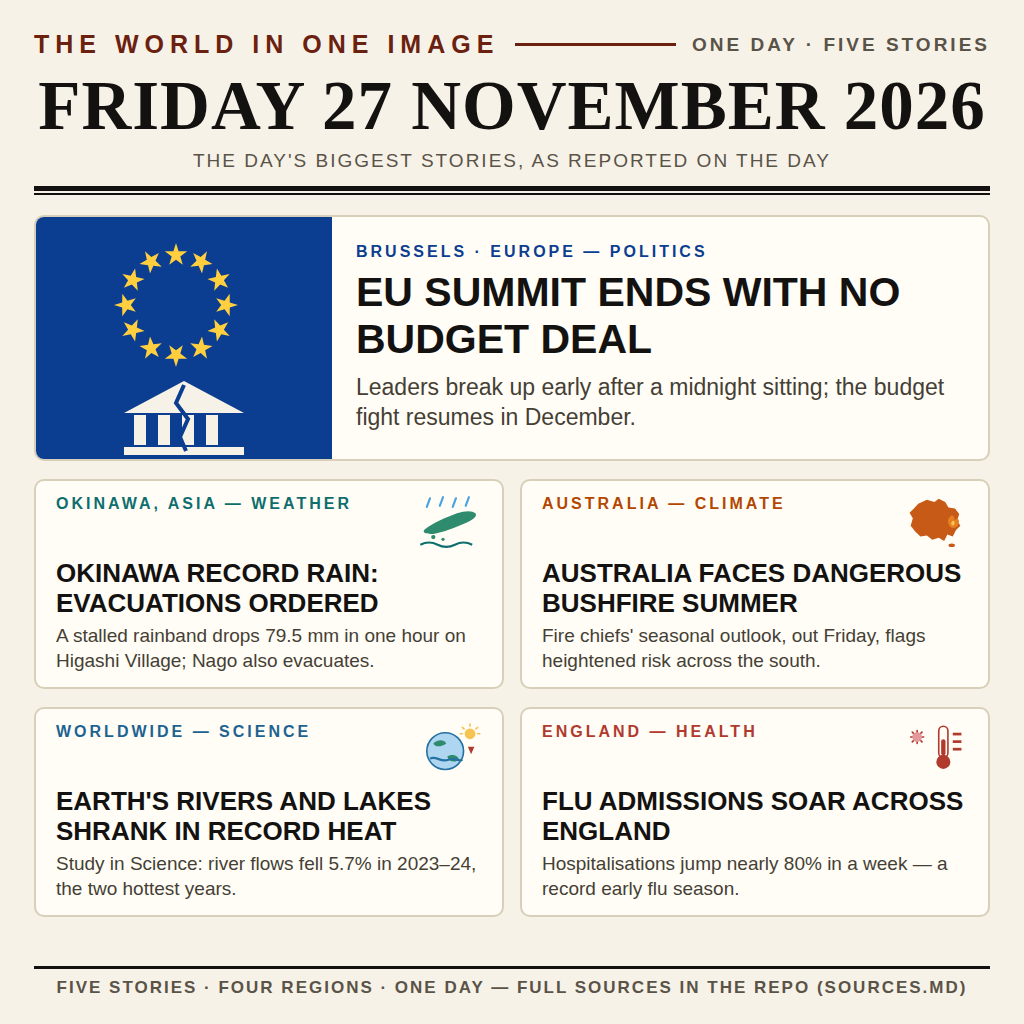 THE WORLD IN ONE IMAGE
ONE DAY · FIVE STORIES
FRIDAY 27 NOVEMBER 2026
THE DAY'S BIGGEST STORIES, AS REPORTED ON THE DAY
BRUSSELS · EUROPE — POLITICS
EU SUMMIT ENDS WITH NO
BUDGET DEAL
Leaders break up early after a midnight sitting; the budget
fight resumes in December.
OKINAWA, ASIA — WEATHER
OKINAWA RECORD RAIN:
EVACUATIONS ORDERED
A stalled rainband drops 79.5 mm in one hour on
Higashi Village; Nago also evacuates.
AUSTRALIA — CLIMATE
AUSTRALIA FACES DANGEROUS
BUSHFIRE SUMMER
Fire chiefs' seasonal outlook, out Friday, flags
heightened risk across the south.
WORLDWIDE — SCIENCE
EARTH'S RIVERS AND LAKES
SHRANK IN RECORD HEAT
Study in Science: river flows fell 5.7% in 2023–24,
the two hottest years.
ENGLAND — HEALTH
FLU ADMISSIONS SOAR ACROSS
ENGLAND
Hospitalisations jump nearly 80% in a week — a
record early flu season.
FIVE STORIES · FOUR REGIONS · ONE DAY — FULL SOURCES IN THE REPO (SOURCES.MD)